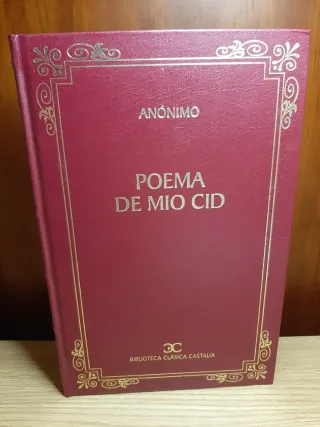 ANÓNIMO
POEMA
DE MIO CID
BIBLIOTECA CLÁSICA CASTALIA